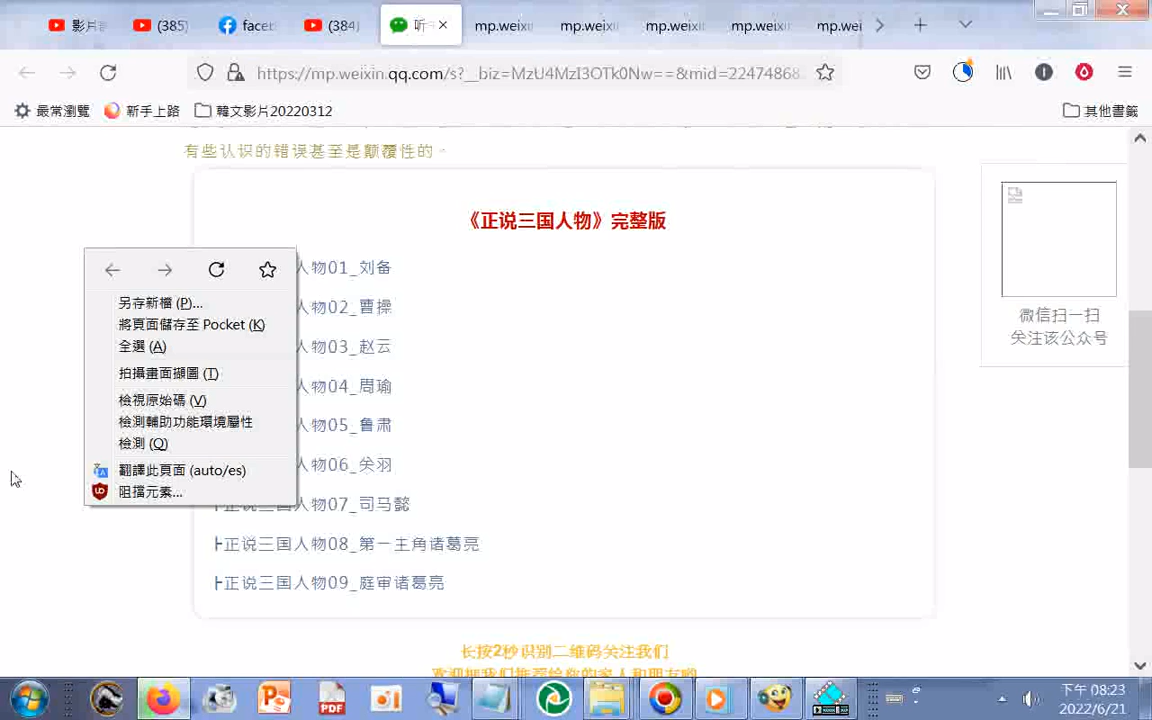 影片
(385)
face
(384)
听
mp.weixi
mp.weixi
mp.weixi
mp.weixi
mp.wei
https://mp.weixin.qq.com/s?__biz=MzU4MzI3OTk0Nw==&mid=22474868
最常瀏覽
新手上路
韓文影片20220312
其他書籤
有些认识的错误甚至是颠覆性的。
《正说三国人物》完整版
人物01_刘备
人物02_曹操
人物03_赵云
人物04_周瑜
人物05_鲁肃
人物06_关羽
┣正说三国人物07_司马懿
┣正说三国人物08_第一主角诸葛亮
┣正说三国人物09_庭审诸葛亮
另存新檔 (P)...
將頁面儲存至 Pocket (K)
全選 (A)
拍攝畫面擷圖 (T)
檢視原始碼 (V)
檢測輔助功能環境屬性
檢測 (Q)
翻譯此頁面 (auto/es)
阻擋元素...
微信扫一扫
关注该公众号
长按2秒识别二维码关注我们
PDF
下午 08:23
2022/6/21